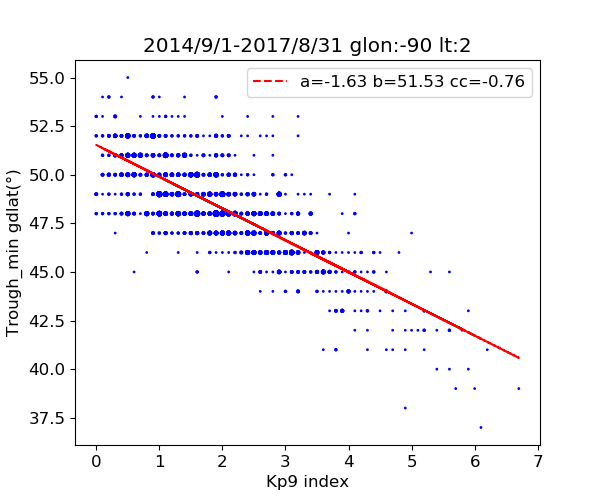 2014/9/1-2017/8/31 glon:-90 lt:2
a=-1.63 b=51.53 cc=-0.76
55.0
52.5
50.0
47.5
45.0
42.5
40.0
37.5
Trough_min gdlat(°)
0 1 2 3 4 5 6 7
Kp9 index